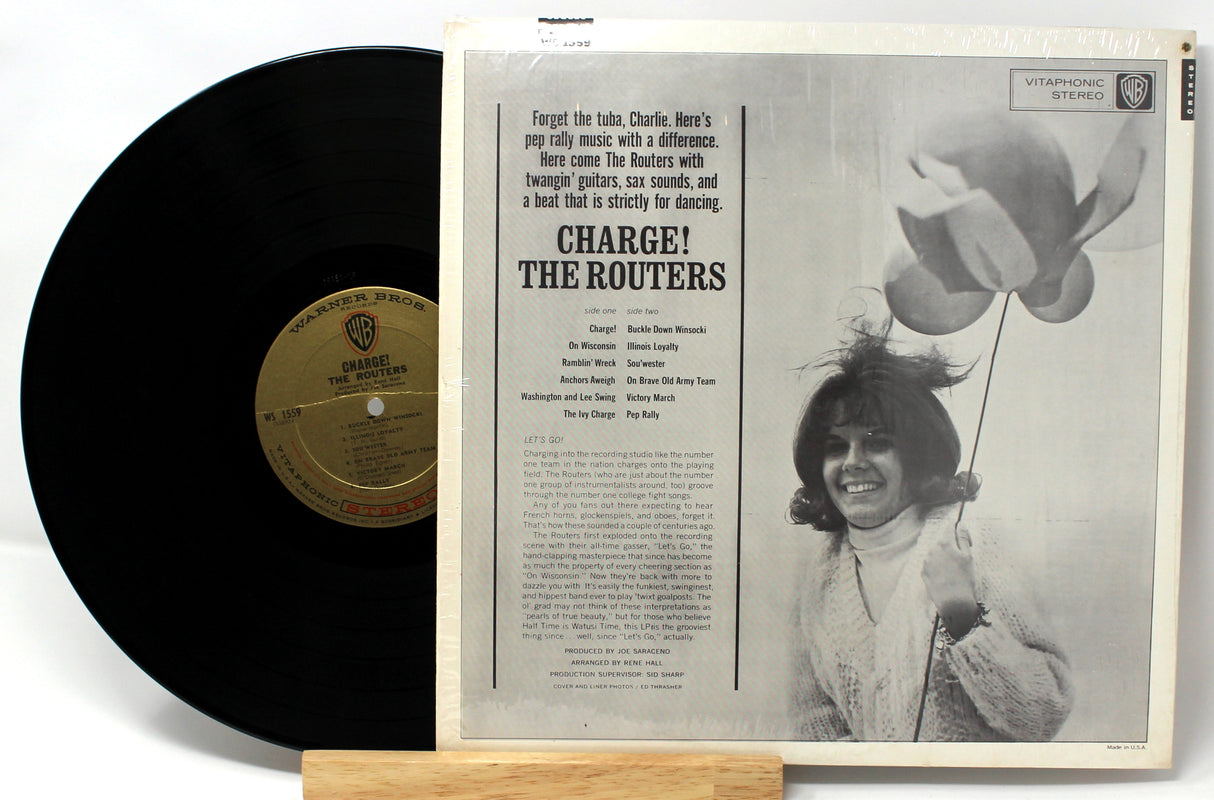 WS 1559
VITAPHONIC
STEREO
WB
STEREO
Forget the tuba, Charlie. Here's
pep rally music with a difference.
Here come The Routers with
twangin' guitars, sax sounds, and
a beat that is strictly for dancing.
CHARGE!
THE ROUTERS
side one side two
Charge! Buckle Down Winsocki
On Wisconsin Illinois Loyalty
Ramblin' Wreck Sou'wester
Anchors Aweigh On Brave Old Army Team
Washington and Lee Swing Victory March
The Ivy Charge Pep Rally
LET'S GO!
Charging into the recording studio like the number
one team in the nation charges onto the playing
field, The Routers (who are just about the number
one group of instrumentalists around, too) groove
through the number one college fight songs.
Any of you fans out there expecting to hear
French horns, glockenspiels, and oboes, forget it.
That's how these sounded a couple of centuries ago.
The Routers first exploded onto the recording
scene with their all-time gasser, "Let's Go," the
hand-clapping masterpiece that since has become
as much the property of every cheering section as
"On Wisconsin." Now they're back with more to
dazzle you with. It's easily the funkiest, swinginest,
and hippest band ever to play 'twixt goalposts. The
ol' grad may not think of these interpretations as
"pearls of true beauty," but for those who believe
Half Time is Watusi Time, this LP is the grooviest
thing since . . . well, since "Let's Go," actually.
PRODUCED BY JOE SARACENO
ARRANGED BY RENE HALL
PRODUCTION SUPERVISOR: SID SHARP
COVER AND LINER PHOTOS / ED THRASHER
Made in U.S.A.
WARNER BROS.
RECORDS
WB
CHARGE!
THE ROUTERS
Arranged by Rene Hall
Produced by Joe Saraceno
WS 1559
1. BUCKLE DOWN WINSOCKI
2. ILLINOIS LOYALTY
3. SOU'WESTER
4. ON BRAVE OLD ARMY TEAM
5. VICTORY MARCH
PEP RALLY
VITAPHONIC STEREO